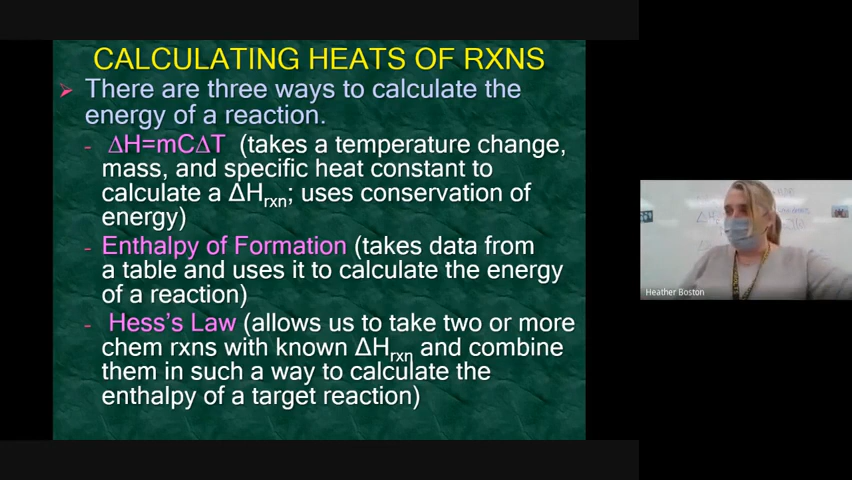 CALCULATING HEATS OF RXNS
➢ There are three ways to calculate the
energy of a reaction.
- ΔH=mCΔT (takes a temperature change,
mass, and specific heat constant to
calculate a ΔHrxn; uses conservation of
energy)
- Enthalpy of Formation (takes data from
a table and uses it to calculate the energy
of a reaction)
- Hess's Law (allows us to take two or more
chem rxns with known ΔHrxn and combine
them in such a way to calculate the
enthalpy of a target reaction)
Heather Boston